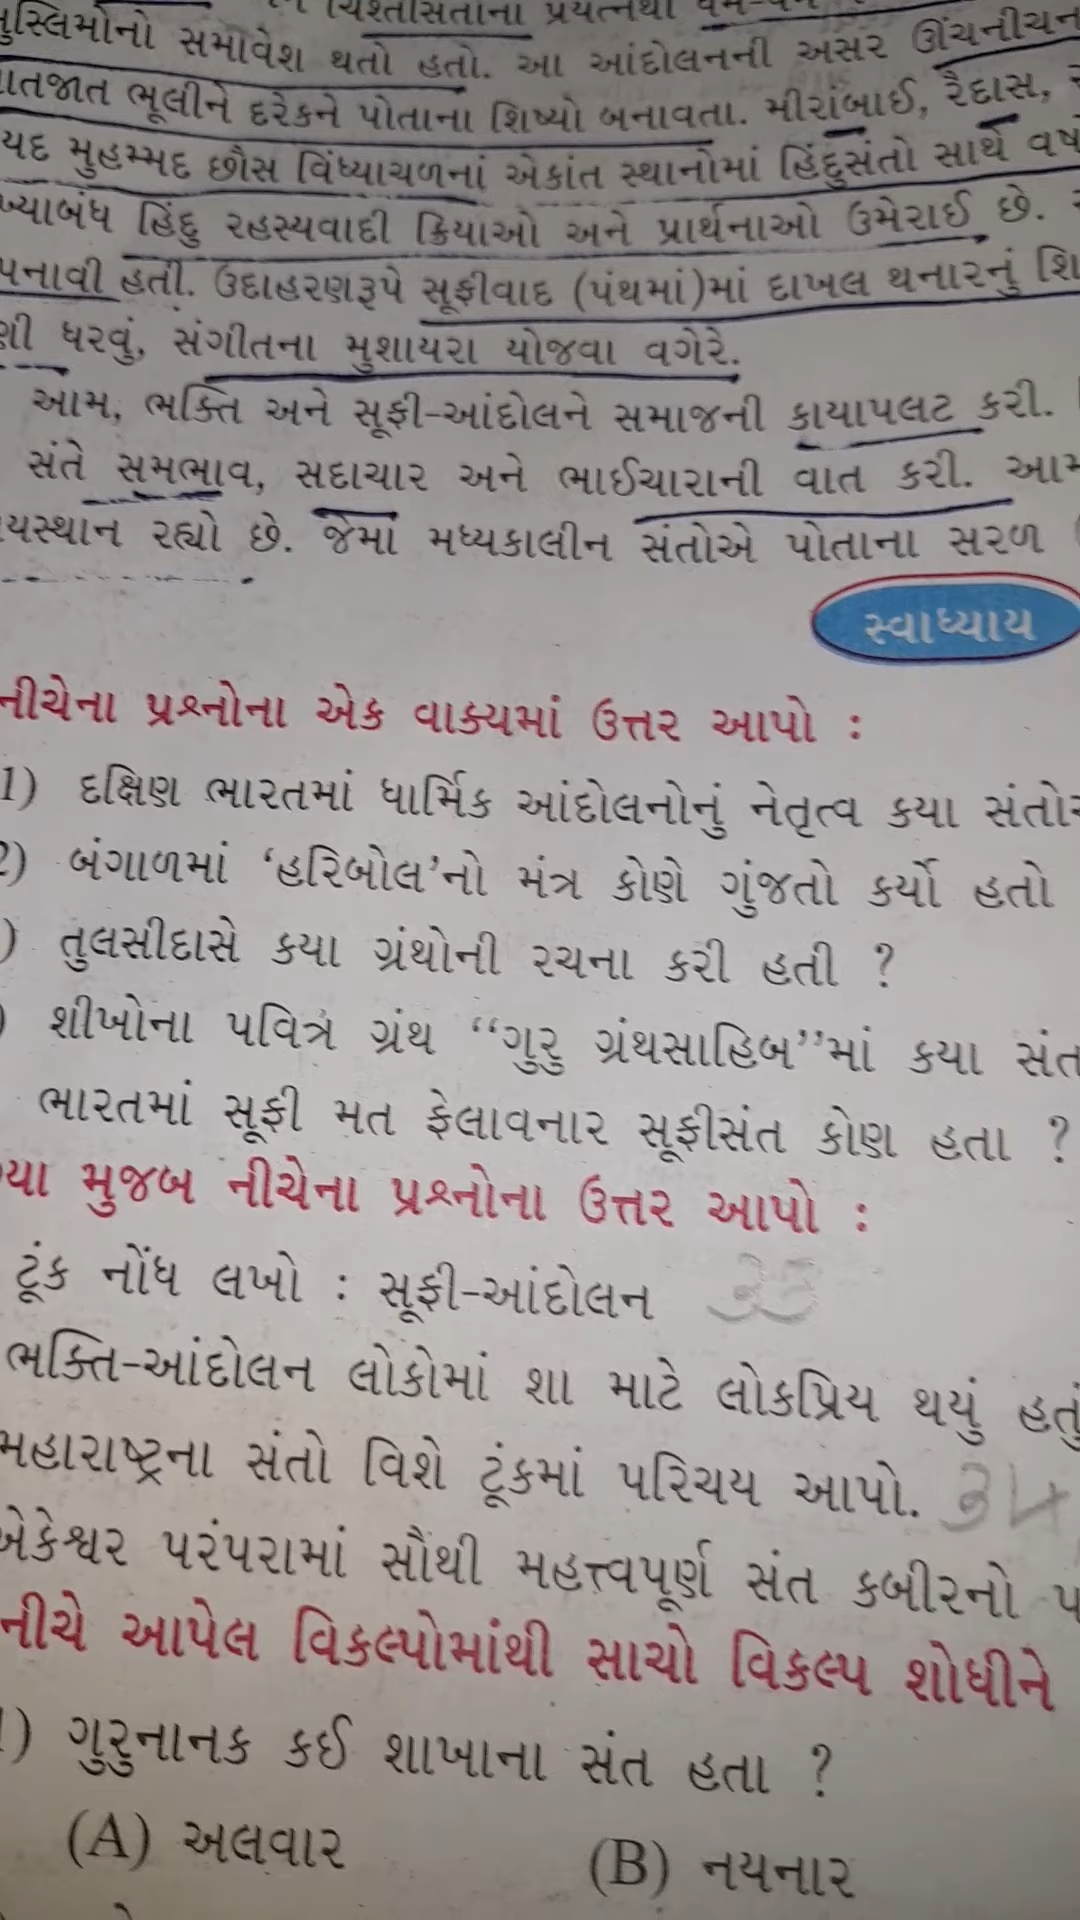 ચિશ્તીસતાના પ્રયત્નથી
મુસ્લિમોનો સમાવેશ થતો હતો. આ આંદોલનની અસર ઊંચનીચન
ાતજાત ભૂલીને દરેકને પોતાના શિષ્યો બનાવતા. મીરાંબાઈ, રૈદાસ,
યદ મુહમ્મદ છૌસ વિંધ્યાચળનાં એકાંત સ્થાનોમાં હિંદુસંતો સાથે વર્ષ
ખ્યાબંધ હિંદુ રહસ્યવાદી ક્રિયાઓ અને પ્રાર્થનાઓ ઉમેરાઈ છે.
પનાવી હતી. ઉદાહરણરૂપે સૂફીવાદ (પંથમાં)માં દાખલ થનારનું શિ
ણી ધરવું, સંગીતના મુશાયરા યોજવા વગેરે.
આમ, ભક્તિ અને સૂફી-આંદોલને સમાજની કાયાપલટ કરી.
સંતે સમભાવ, સદાચાર અને ભાઈચારાની વાત કરી. આમ
યસ્થાન રહ્યો છે. જેમાં મધ્યકાલીન સંતોએ પોતાના સરળ
સ્વાધ્યાય
નીચેના પ્રશ્નોના એક વાક્યમાં ઉત્તર આપો :
1) દક્ષિણ ભારતમાં ધાર્મિક આંદોલનોનું નેતૃત્વ કયા સંતોએ
2) બંગાળમાં ‘હરિબોલ’નો મંત્ર કોણે ગુંજતો કર્યો હતો
) તુલસીદાસે કયા ગ્રંથોની રચના કરી હતી ?
) શીખોના પવિત્ર ગ્રંથ “ગુરુ ગ્રંથસાહિબ”માં કયા સંત
ભારતમાં સૂફી મત ફેલાવનાર સૂફીસંત કોણ હતા ?
યા મુજબ નીચેના પ્રશ્નોના ઉત્તર આપો :
ટૂંક નોંધ લખો : સૂફી-આંદોલન
ભક્તિ-આંદોલન લોકોમાં શા માટે લોકપ્રિય થયું હતું
મહારાષ્ટ્રના સંતો વિશે ટૂંકમાં પરિચય આપો.
એકેશ્વર પરંપરામાં સૌથી મહત્ત્વપૂર્ણ સંત કબીરનો પ
નીચે આપેલ વિકલ્પોમાંથી સાચો વિકલ્પ શોધીને
1) ગુરુનાનક કઈ શાખાના સંત હતા ?
(A) અલવાર (B) નયનાર